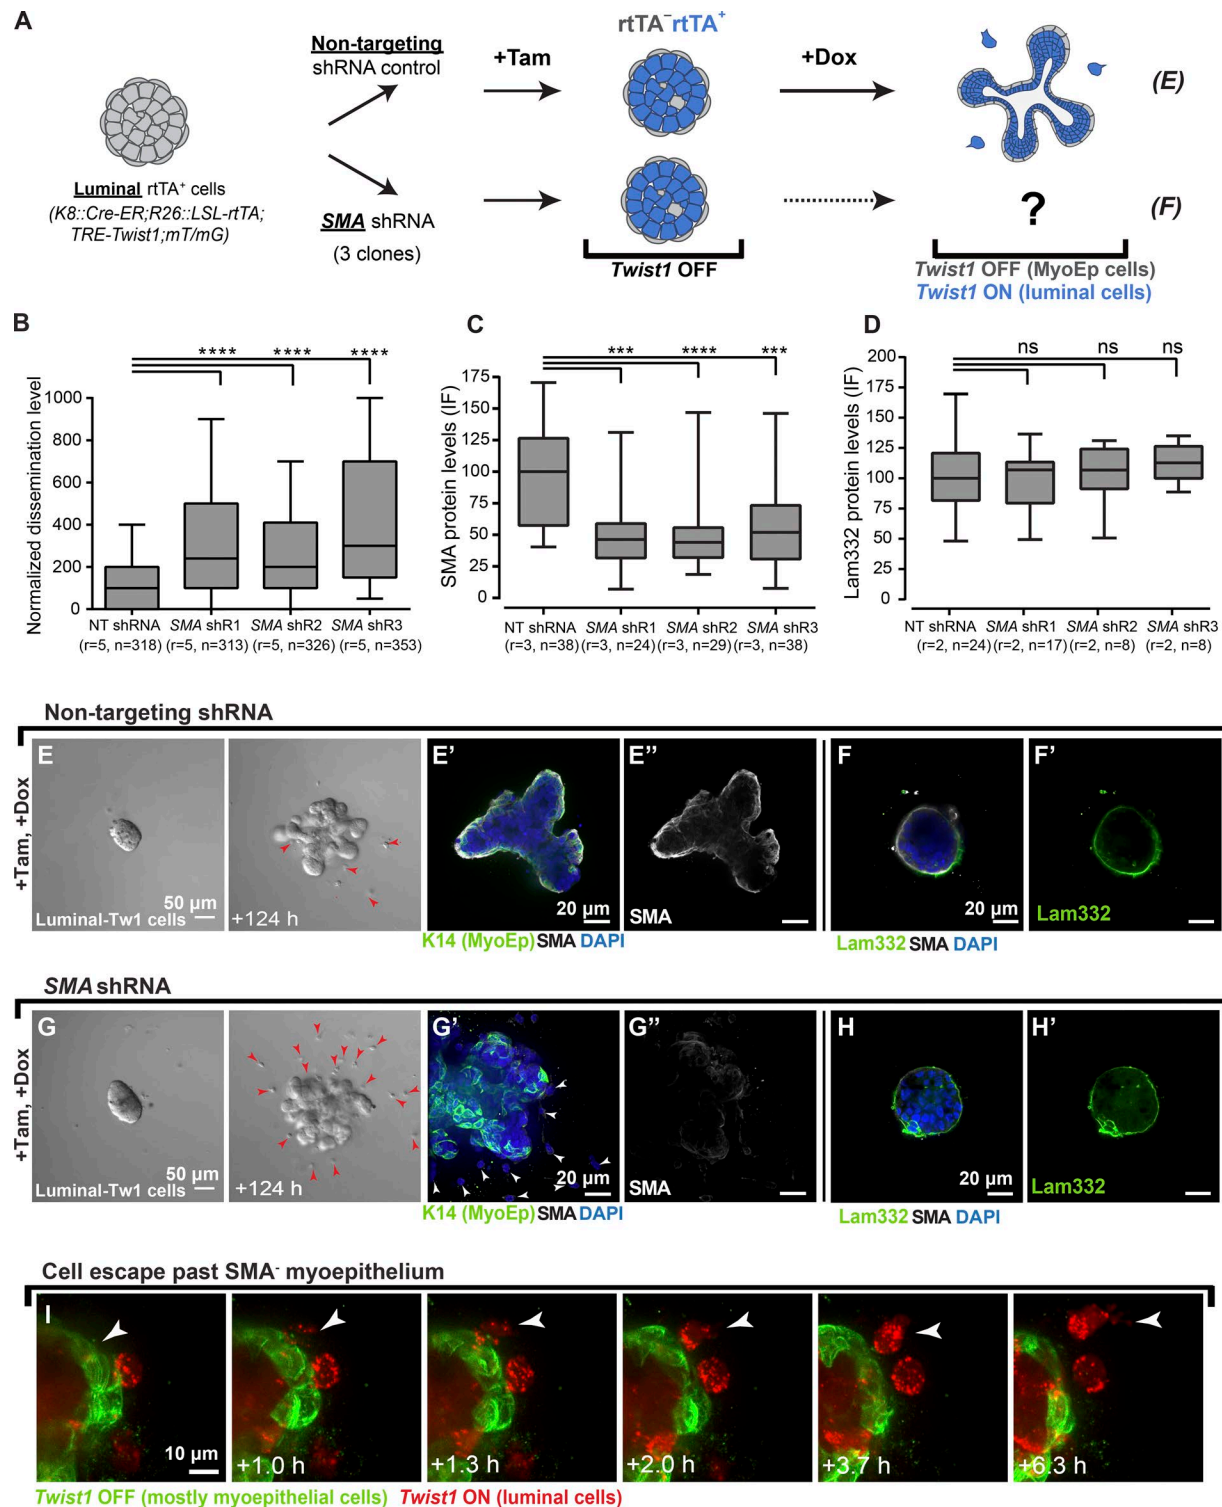 A
Non-targeting
shRNA control
+Tam
rtTA⁻rtTA⁺
+Dox
(E)
Luminal rtTA⁺ cells
(K8::Cre-ER;R26::LSL-rtTA;
TRE-Twist1;mT/mG)
SMA shRNA
(3 clones)
Twist1 OFF
?
(F)
Twist1 OFF (MyoEp cells)
Twist1 ON (luminal cells)
B
Normalized dissemination level
1000
800
600
400
200
0
**** **** ****
NT shRNA SMA shR1 SMA shR2 SMA shR3
(r=5, n=318) (r=5, n=313) (r=5, n=326) (r=5, n=353)
C
SMA protein levels (IF)
175
150
125
100
75
50
25
0
*** **** ***
NT shRNA SMA shR1 SMA shR2 SMA shR3
(r=3, n=38) (r=3, n=24) (r=3, n=29) (r=3, n=38)
D
Lam332 protein levels (IF)
200
175
150
125
100
75
50
25
0
ns ns ns
NT shRNA SMA shR1 SMA shR2 SMA shR3
(r=2, n=24) (r=2, n=17) (r=2, n=8) (r=2, n=8)
Non-targeting shRNA
+Tam, +Dox
E
50 µm
Luminal-Tw1 cells
+124 h
E’
20 µm
K14 (MyoEp) SMA DAPI
E”
SMA
F
20 µm
Lam332 SMA DAPI
F’
Lam332
SMA shRNA
+Tam, +Dox
G
50 µm
Luminal-Tw1 cells
+124 h
G’
20 µm
K14 (MyoEp) SMA DAPI
G”
SMA
H
20 µm
Lam332 SMA DAPI
H’
Lam332
Cell escape past SMA⁻ myoepithelium
I
10 µm
+1.0 h
+1.3 h
+2.0 h
+3.7 h
+6.3 h
Twist1 OFF (mostly myoepithelial cells) Twist1 ON (luminal cells)